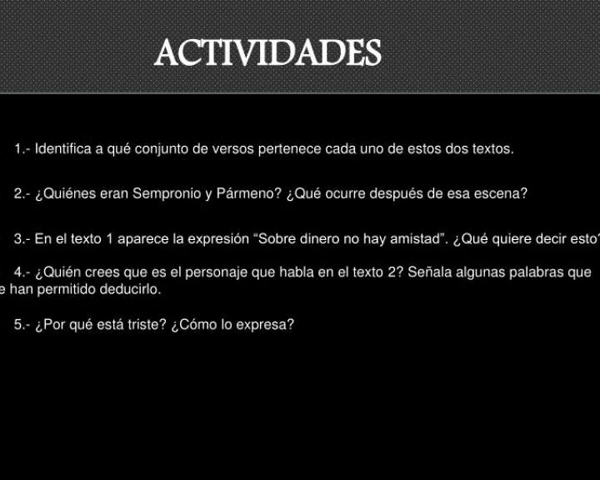 ACTIVIDADES
1.- Identifica a qué conjunto de versos pertenece cada uno de estos dos textos.
2.- ¿Quiénes eran Sempronio y Pármeno? ¿Qué ocurre después de esa escena?
3.- En el texto 1 aparece la expresión “Sobre dinero no hay amistad”. ¿Qué quiere decir esto?
4.- ¿Quién crees que es el personaje que habla en el texto 2? Señala algunas palabras que
e han permitido deducirlo.
5.- ¿Por qué está triste? ¿Cómo lo expresa?